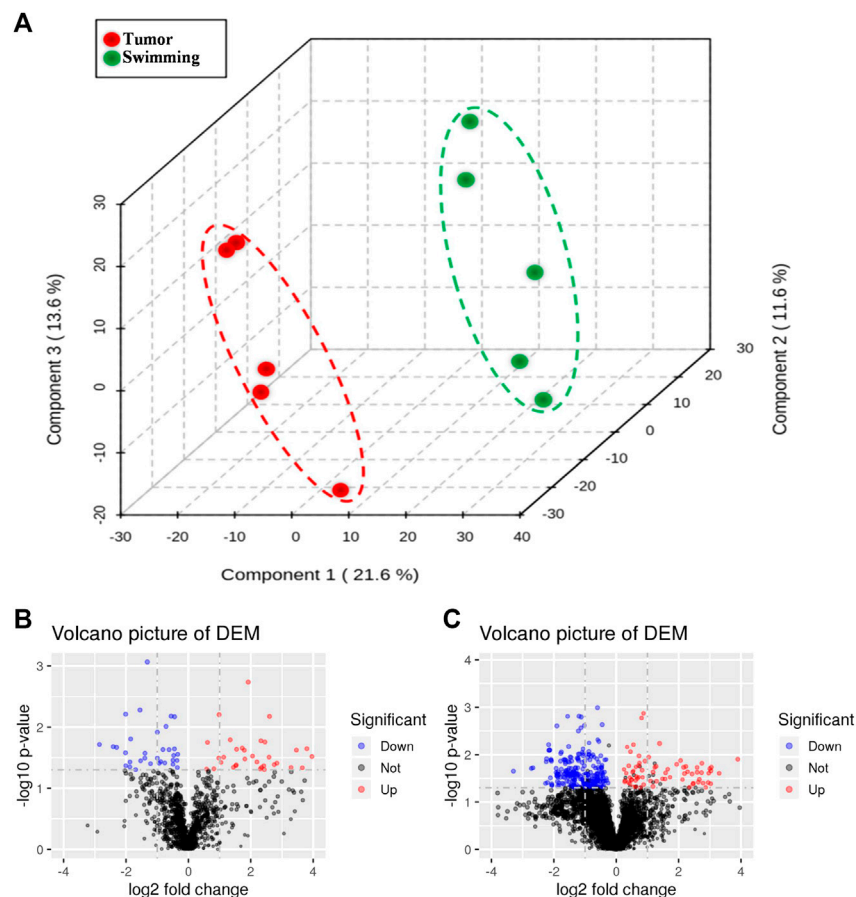 A
Tumor
Swimming
Component 3 ( 13.6 %)
30
20
10
0
-10
-20
-30
-20
-10
0
10
20
30
40
Component 1 ( 21.6 %)
-30
-20
-10
0
10
20
30
Component 2 ( 11.6 %)
B
Volcano picture of DEM
-log10 p-value
3
2
1
0
-4
-2
0
2
4
log2 fold change
Significant
Down
Not
Up
C
Volcano picture of DEM
-log10 p-value
4
3
2
1
0
-4
-2
0
2
4
log2 fold change
Significant
Down
Not
Up